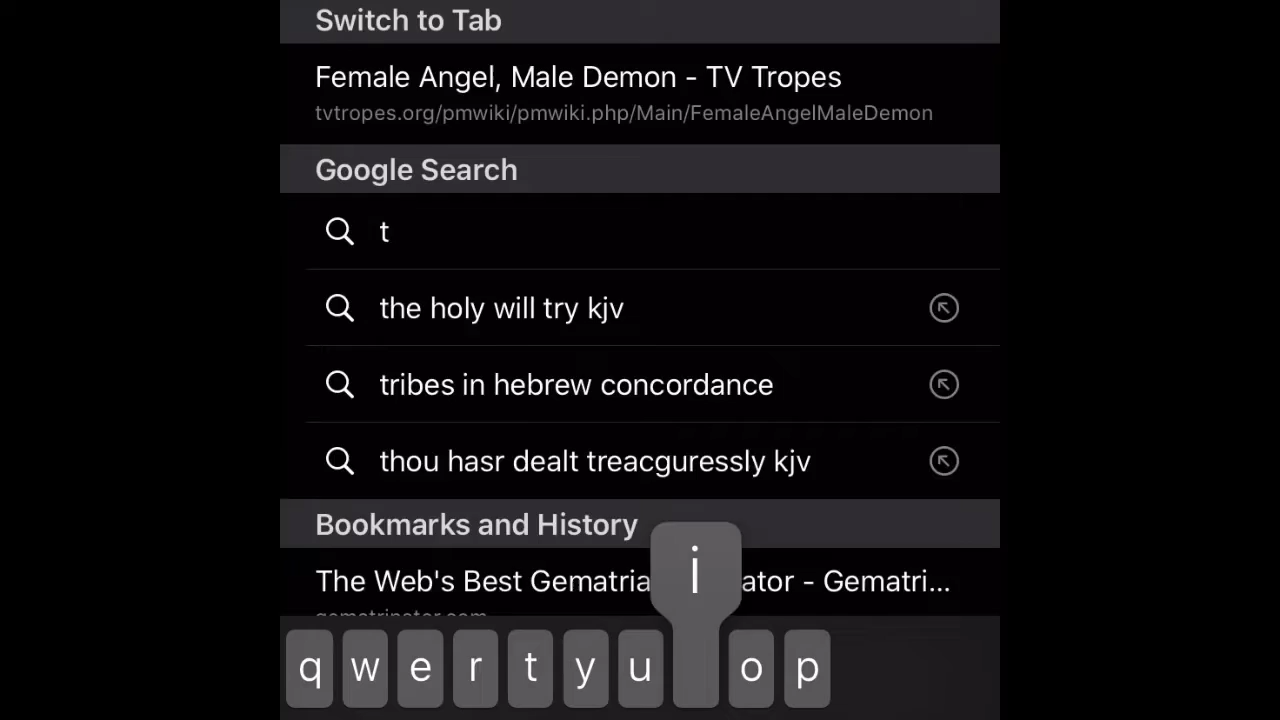 Switch to Tab
Female Angel, Male Demon - TV Tropes
tvtropes.org/pmwiki/pmwiki.php/Main/FemaleAngelMaleDemon
Google Search
t
the holy will try kjv
tribes in hebrew concordance
thou hasr dealt treacguressly kjv
Bookmarks and History
i
The Web's Best Gematria ator - Gematri...
gematrinator.com
q w e r t y u o p